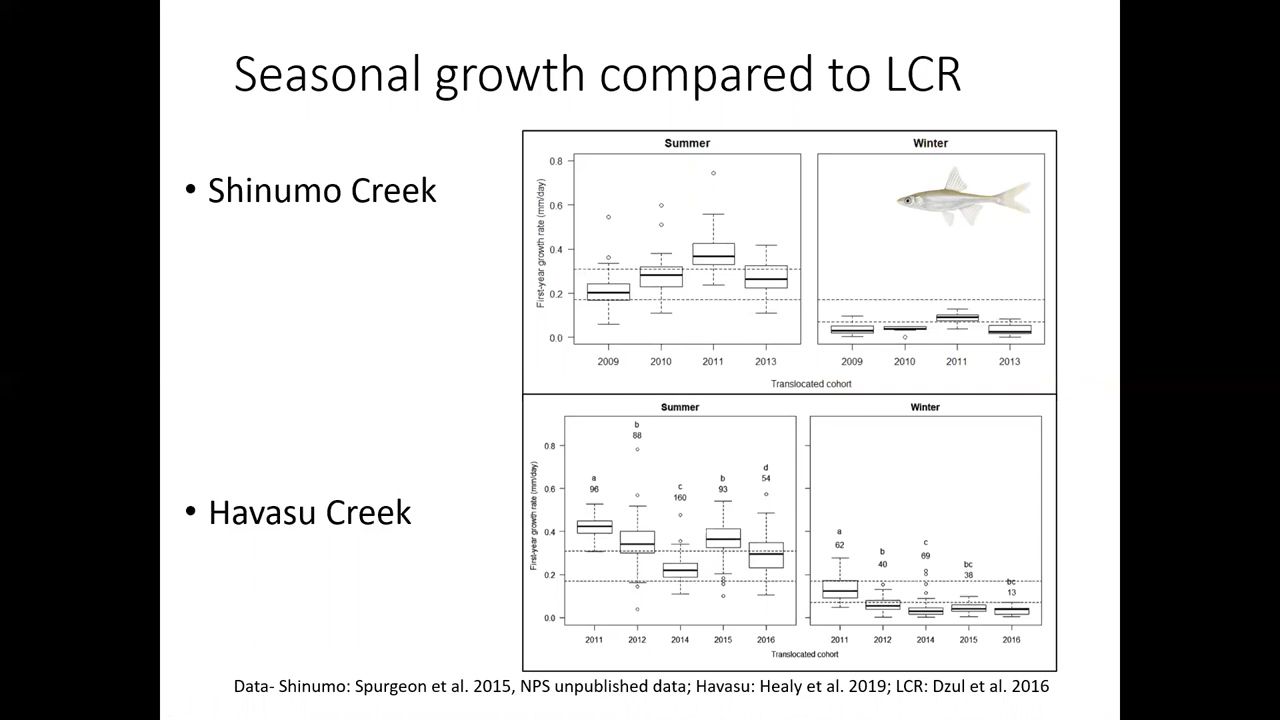 Seasonal growth compared to LCR
• Shinumo Creek
Summer
Winter
First-year growth rate (mm/day)
0.8
0.6
0.4
0.2
0.0
2009 2010 2011 2013
2009 2010 2011 2013
Translocated cohort
• Havasu Creek
Summer
Winter
First-year growth rate (mm/day)
0.8
0.6
0.4
0.2
0.0
a b c b d
96 88 160 93 54
a b c bc bc
62 40 69 38 13
2011 2012 2014 2015 2016
2011 2012 2014 2015 2016
Translocated cohort
Data- Shinumo: Spurgeon et al. 2015, NPS unpublished data; Havasu: Healy et al. 2019; LCR: Dzul et al. 2016